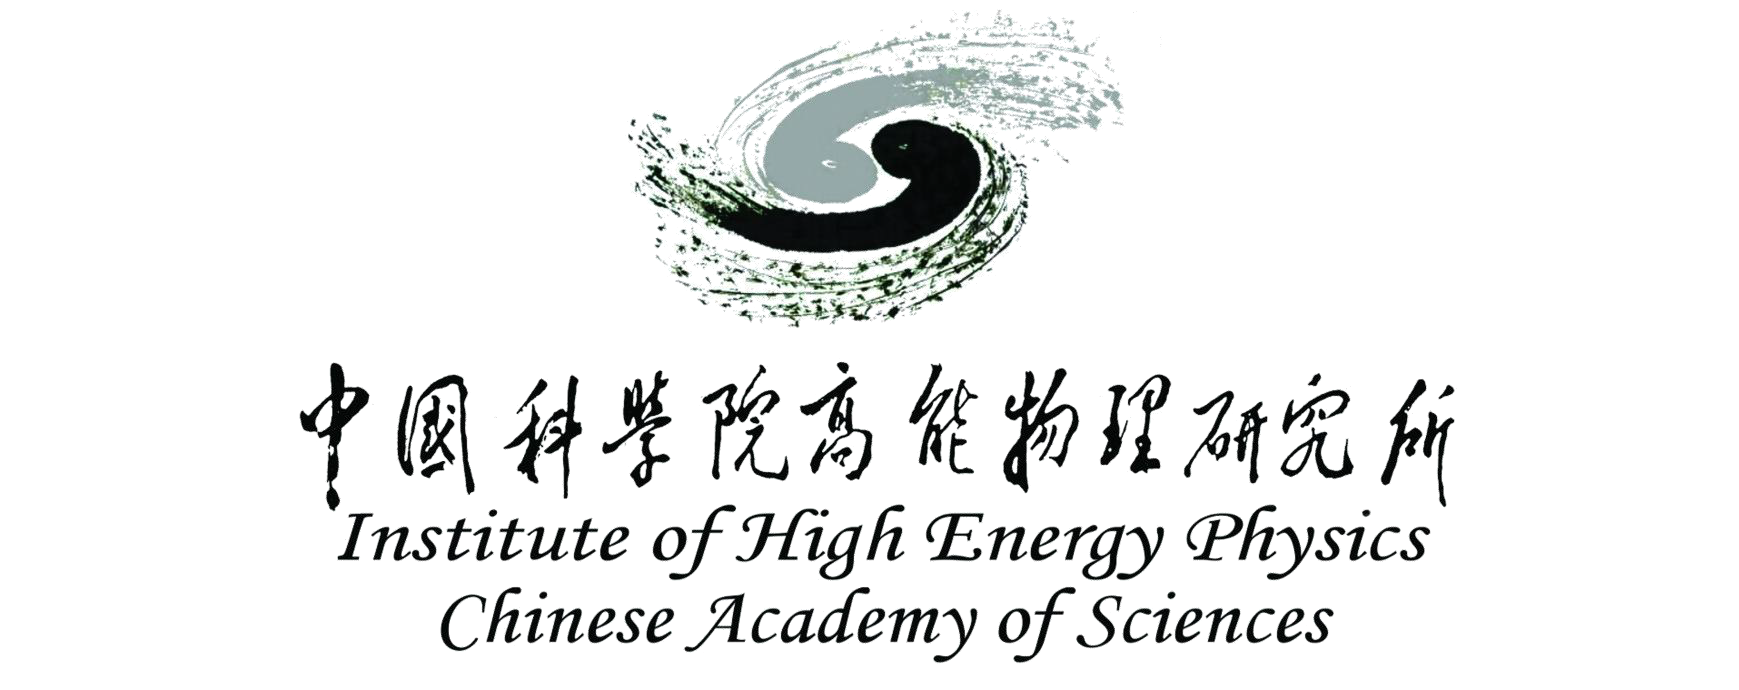 中國科學院高能物理研究所
Institute of High Energy Physics
Chinese Academy of Sciences